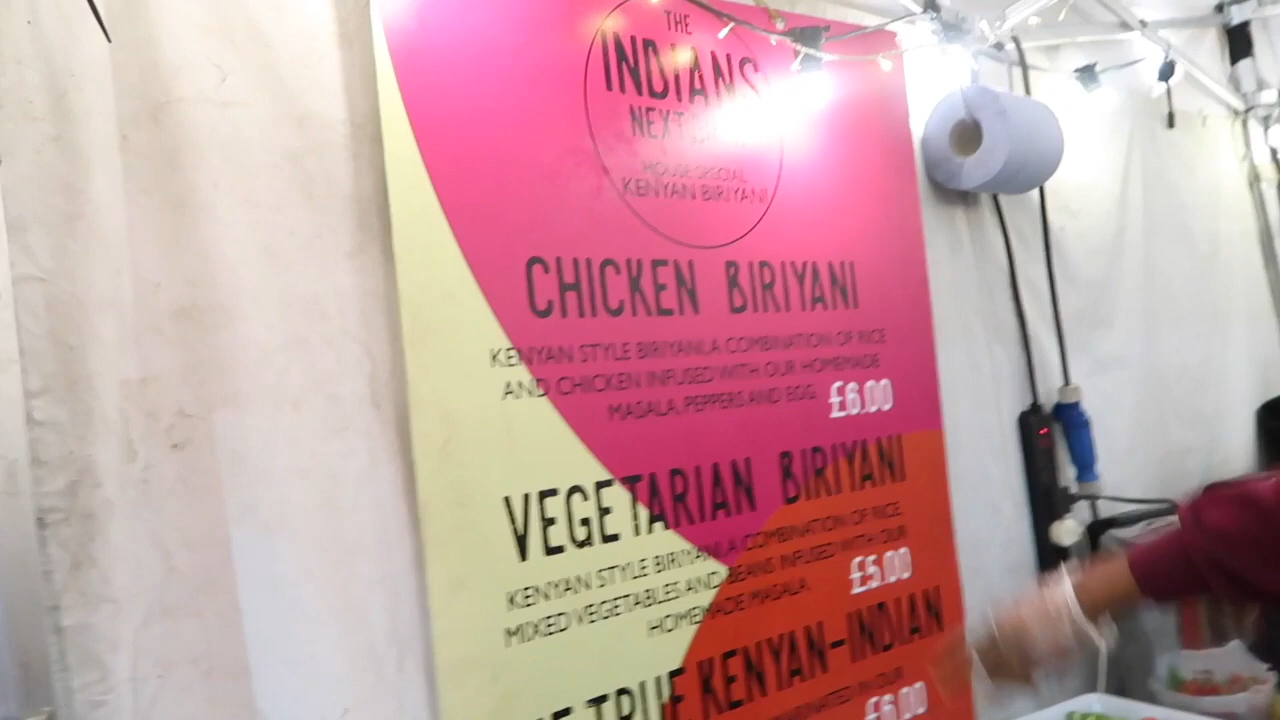 THE
INDIANS
NEXT
HOUSE SPECIAL
KENYAN BIRIYANI
CHICKEN BIRIYANI
KENYAN STYLE BIRIYANI. A COMBINATION OF RICE
AND CHICKEN INFUSED WITH OUR HOMEMADE
MASALA, PEPPERS AND EGG. £6.00
VEGETARIAN BIRIYANI
KENYAN STYLE BIRIYANI. A COMBINATION OF RICE
MIXED VEGETABLES AND BEANS INFUSED WITH OUR
HOMEMADE MASALA. £5.00
TRUE KENYAN-INDIAN
IN OUR
£6.00